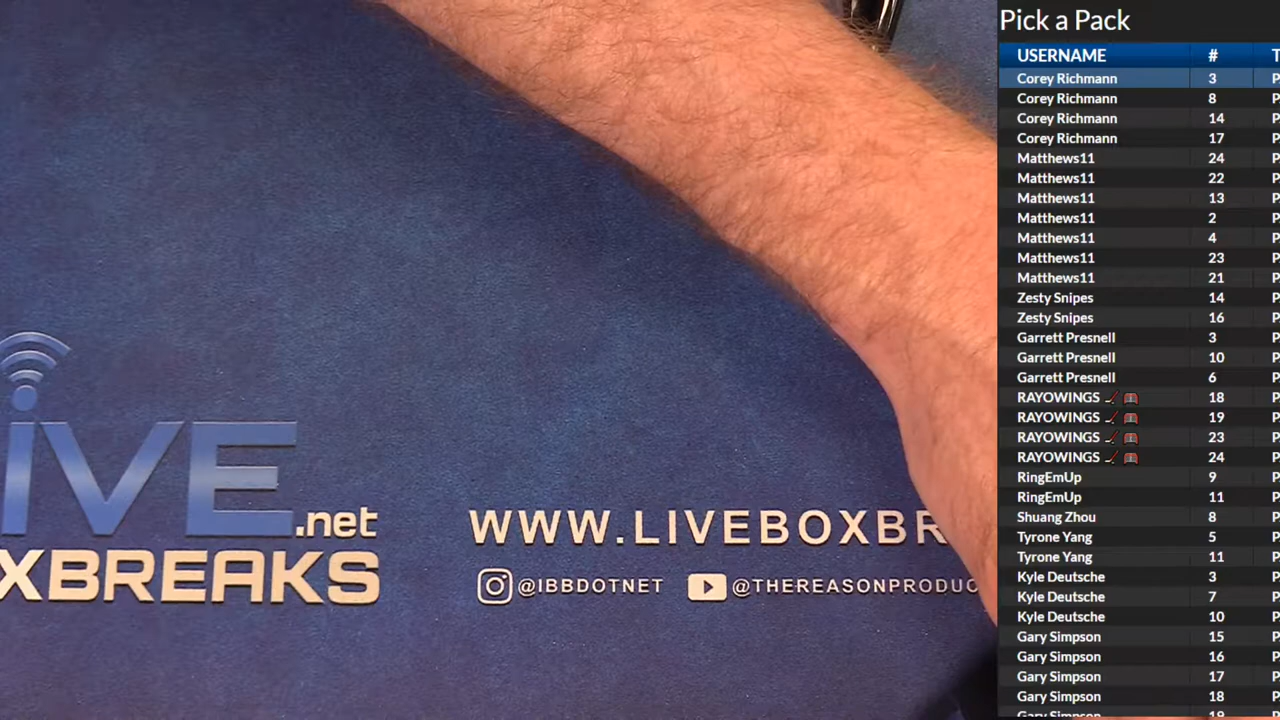 Pick a Pack
USERNAME #
Corey Richmann 3
Corey Richmann 8
Corey Richmann 14
Corey Richmann 17
Matthews11 24
Matthews11 22
Matthews11 13
Matthews11 2
Matthews11 4
Matthews11 23
Matthews11 21
Zesty Snipes 14
Zesty Snipes 16
Garrett Presnell 3
Garrett Presnell 10
Garrett Presnell 6
RAYOWINGS 18
RAYOWINGS 19
RAYOWINGS 23
RAYOWINGS 24
RingEmUp 9
RingEmUp 11
Shuang Zhou 8
Tyrone Yang 5
Tyrone Yang 11
Kyle Deutsche 3
Kyle Deutsche 7
Kyle Deutsche 10
Gary Simpson 15
Gary Simpson 16
Gary Simpson 17
Gary Simpson 18
iVE
.net
XBREAKS
WWW.LIVEBOXBR
@IBBDOTNET @THEREASONPRODUC